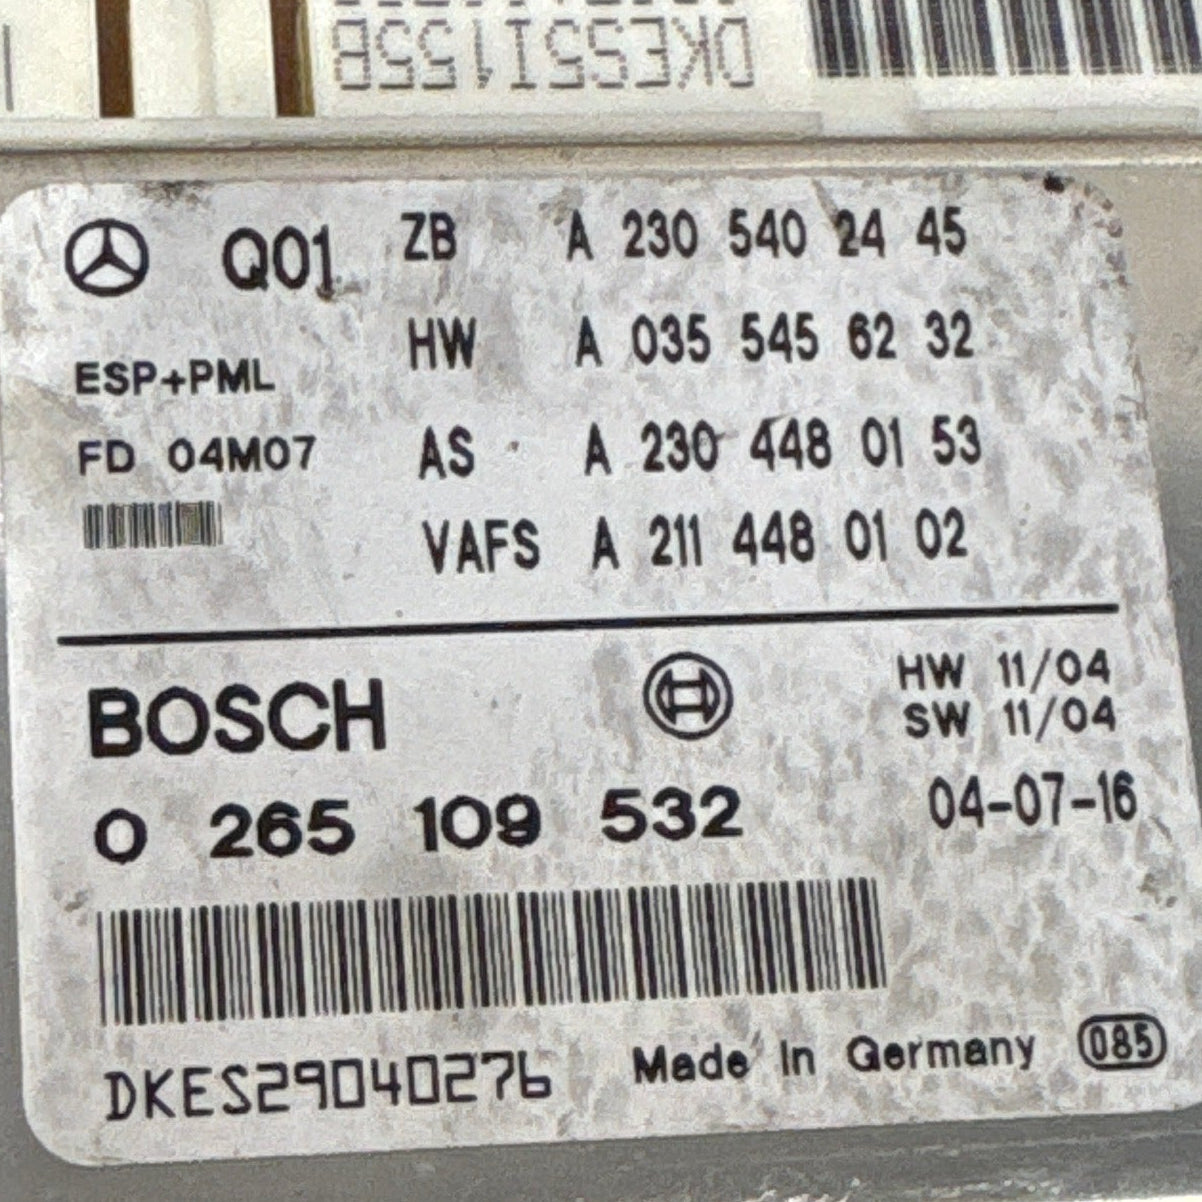 DKES5I155B
Q01 ZB A 230 540 24 45
HW A 035 545 62 32
ESP+PML
AS A 230 448 01 53
FD 04M07
VAFS A 211 448 01 02
BOSCH
HW 11/04
SW 11/04
0 265 109 532
04-07-16
DKES29040276
Made in Germany 085